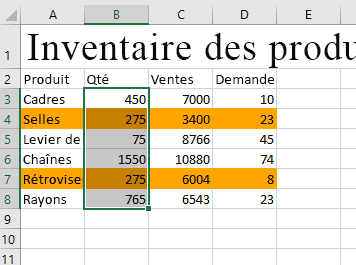 A B C D E
1 Inventaire des produ
2 Produit Qté Ventes Demande
3 Cadres 450 7000 10
4 Selles 275 3400 23
5 Levier de 75 8766 45
6 Chaînes 1550 10880 74
7 Rétrovise 275 6004 8
8 Rayons 765 6543 23
9
10
11